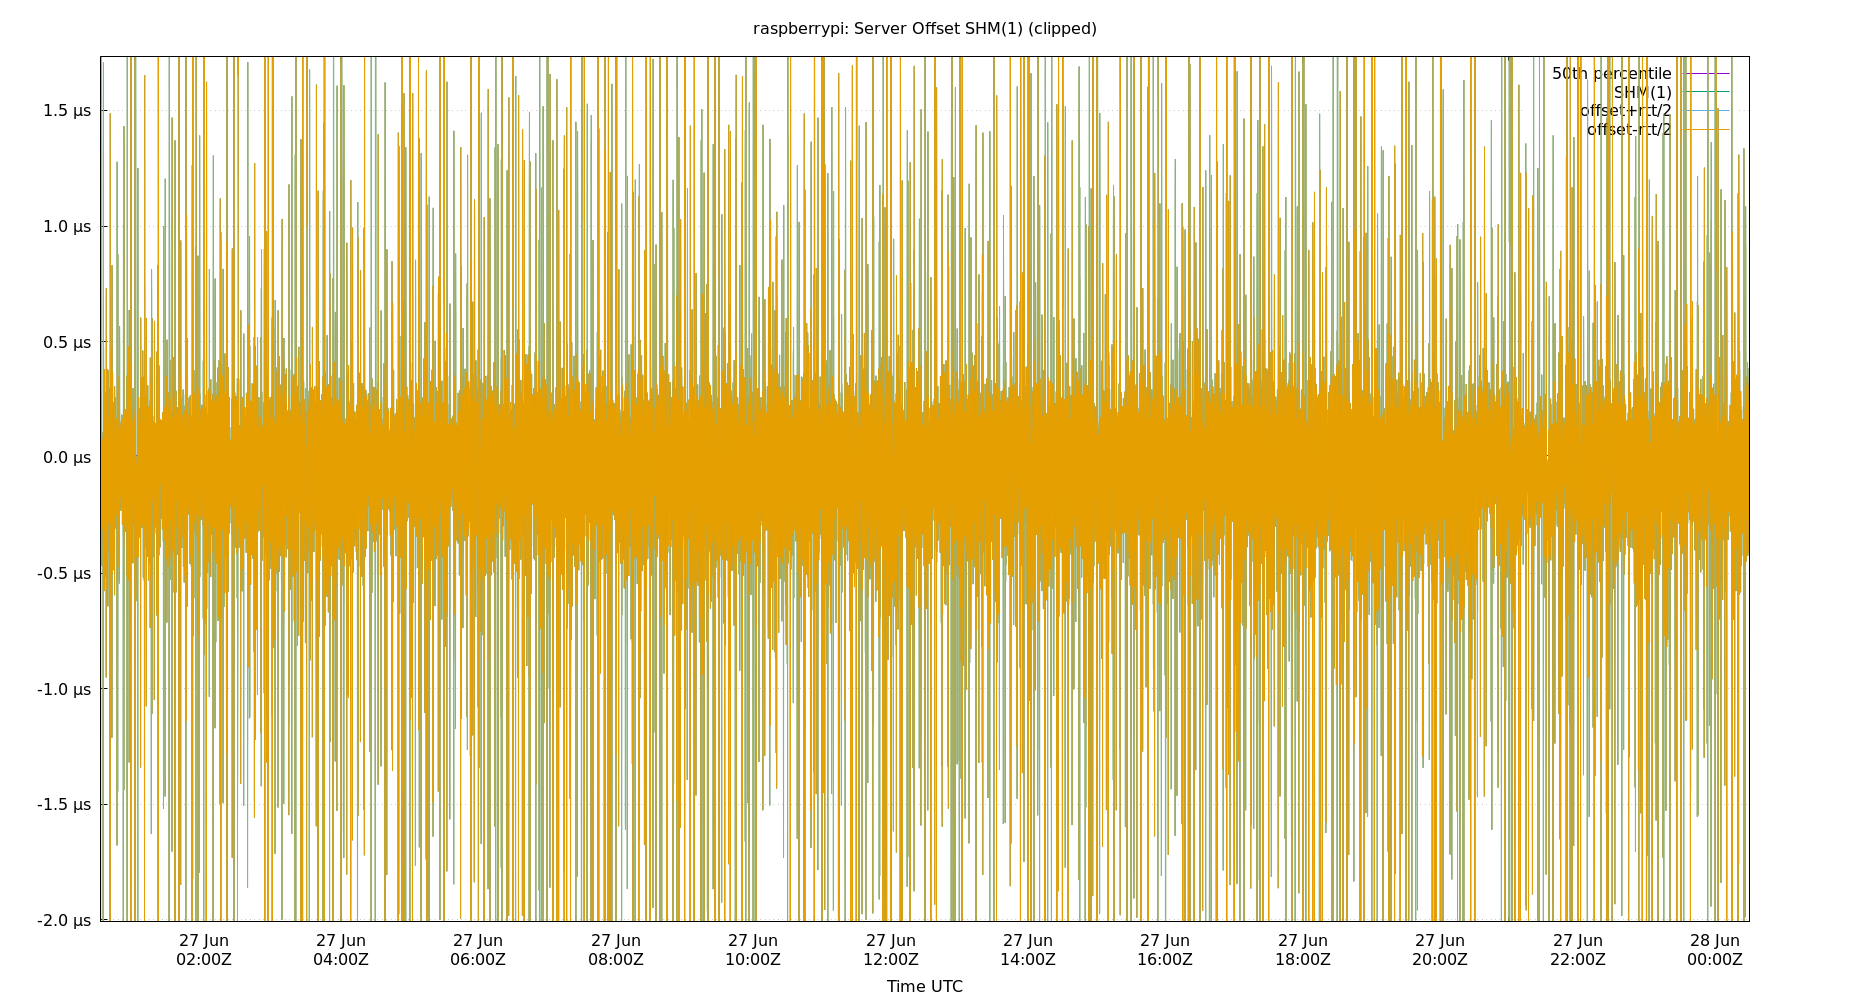 raspberrypi: Server Offset SHM(1) (clipped)
50th percentile
SHM(1)
offset+rtt/2
offset-rtt/2
1.5 µs
1.0 µs
0.5 µs
0.0 µs
-0.5 µs
-1.0 µs
-1.5 µs
-2.0 µs
27 Jun 27 Jun 27 Jun 27 Jun 27 Jun 27 Jun 27 Jun 27 Jun 27 Jun 27 Jun 27 Jun 28 Jun
02:00Z 04:00Z 06:00Z 08:00Z 10:00Z 12:00Z 14:00Z 16:00Z 18:00Z 20:00Z 22:00Z 00:00Z
Time UTC